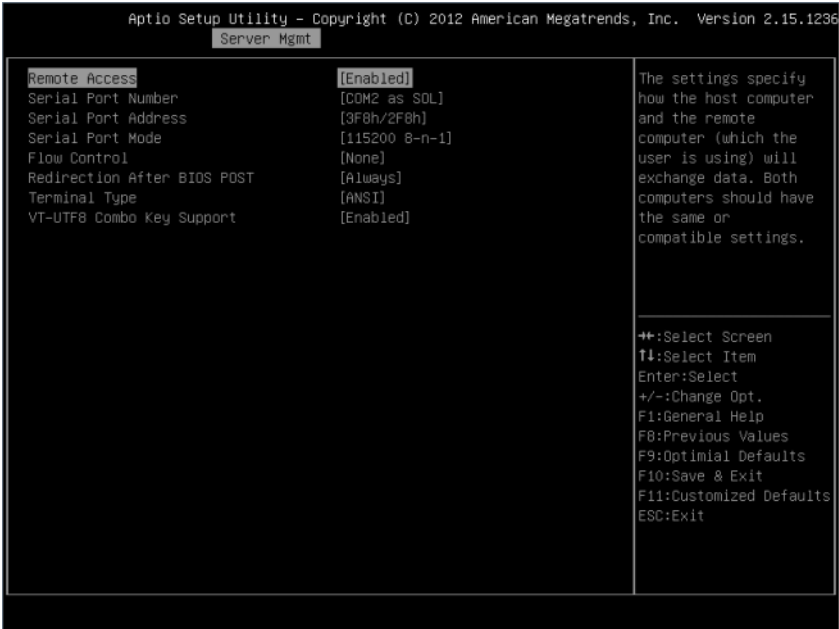 Aptio Setup Utility – Copyright (C) 2012 American Megatrends, Inc. Version 2.15.1236
Server Mgmt
Remote Access [Enabled]
Serial Port Number [COM2 as SOL]
Serial Port Address [3F8h/2F8h]
Serial Port Mode [115200 8-n-1]
Flow Control [None]
Redirection After BIOS POST [Always]
Terminal Type [ANSI]
VT-UTF8 Combo Key Support [Enabled]
The settings specify
how the host computer
and the remote
computer (which the
user is using) will
exchange data. Both
computers should have
the same or
compatible settings.
→←:Select Screen
↑↓:Select Item
Enter:Select
+/-:Change Opt.
F1:General Help
F8:Previous Values
F9:Optimial Defaults
F10:Save & Exit
F11:Customized Defaults
ESC:Exit